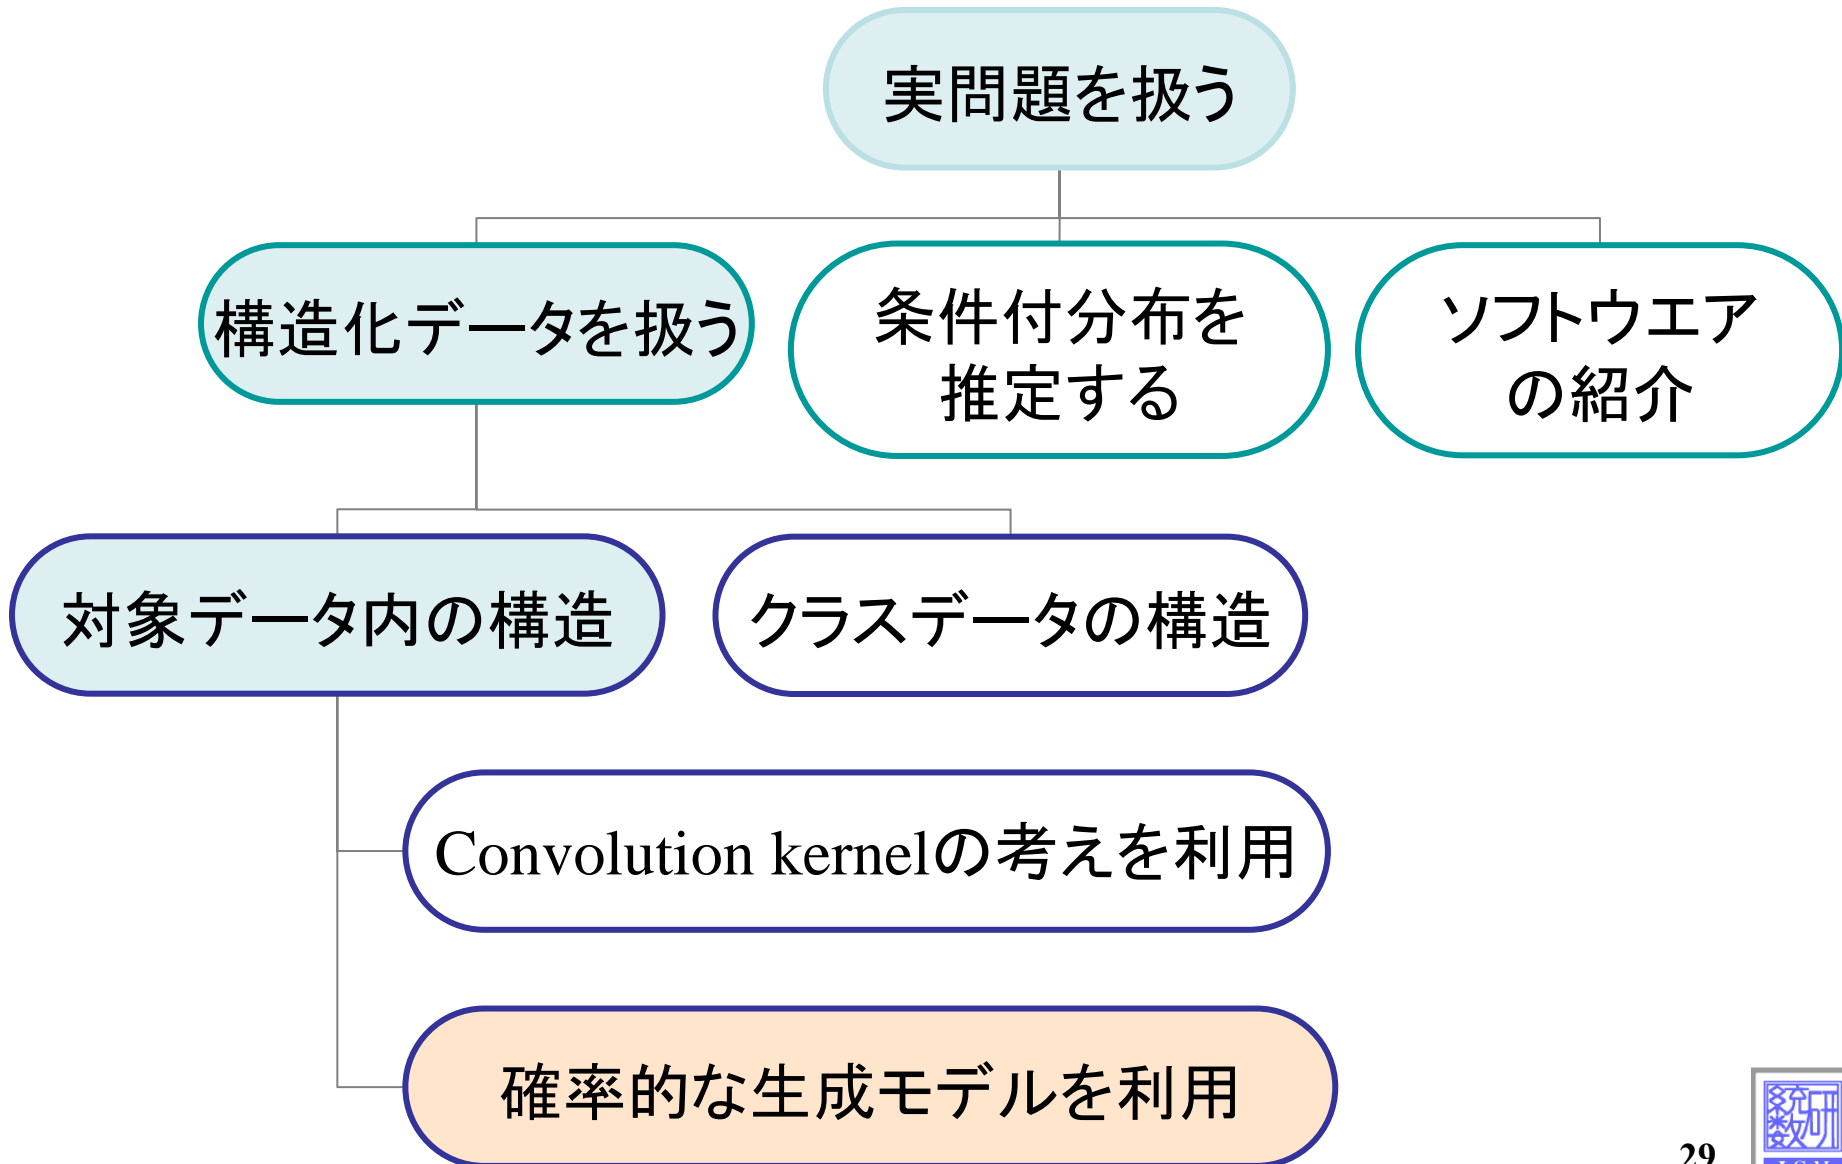 実問題を扱う
構造化データを扱う
条件付分布を
推定する
ソフトウエア
の紹介
対象データ内の構造
クラスデータの構造
Convolution kernelの考えを利用
確率的な生成モデルを利用
29
数研